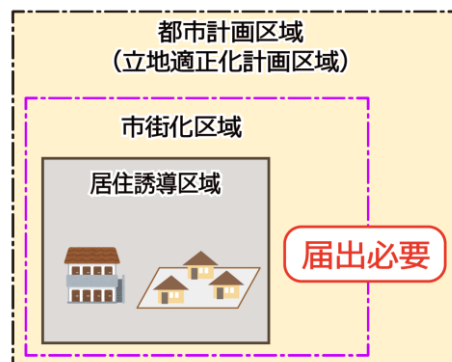 都市計画区域
（立地適正化計画区域）
市街化区域
居住誘導区域
届出必要